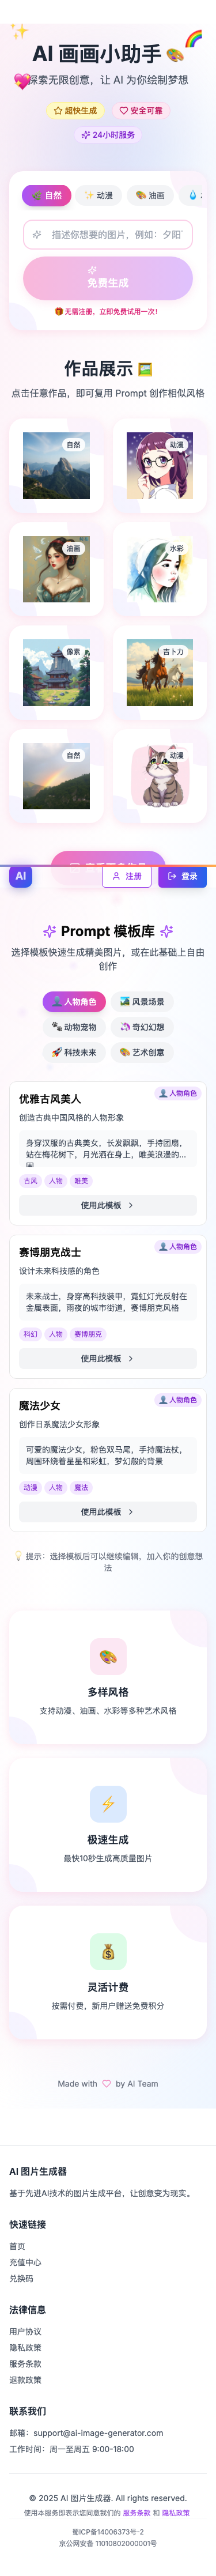 AI 画画小助手
探索无限创意，让 AI 为你绘制梦想
超快生成
安全可靠
24小时服务
自然
动漫
油画
描述你想要的图片，例如：夕阳
免费生成
无需注册，立即免费试用一次！
作品展示
点击任意作品，即可复用 Prompt 创作相似风格
自然
动漫
油画
水彩
像素
吉卜力
自然
动漫
AI
注册
登录
Prompt 模板库
选择模板快速生成精美图片，或在此基础上自由
创作
人物角色
风景场景
动物宠物
奇幻幻想
科技未来
艺术创意
人物角色
优雅古风美人
创造古典中国风格的人物形象
身穿汉服的古典美女，长发飘飘，手持团扇，
站在梅花树下，月光洒在身上，唯美浪漫的...
古风
人物
唯美
使用此模板
人物角色
赛博朋克战士
设计未来科技感的角色
未来战士，身穿高科技装甲，霓虹灯光反射在
金属表面，雨夜的城市街道，赛博朋克风格
科幻
人物
赛博朋克
使用此模板
人物角色
魔法少女
创作日系魔法少女形象
可爱的魔法少女，粉色双马尾，手持魔法杖，
周围环绕着星星和彩虹，梦幻般的背景
动漫
人物
魔法
使用此模板
提示：选择模板后可以继续编辑，加入你的创意想
法
多样风格
支持动漫、油画、水彩等多种艺术风格
极速生成
最快10秒生成高质量图片
灵活计费
按需付费，新用户赠送免费积分
Made with
by AI Team
AI 图片生成器
基于先进AI技术的图片生成平台，让创意变为现实。
快速链接
首页
充值中心
兑换码
法律信息
用户协议
隐私政策
服务条款
退款政策
联系我们
邮箱：support@ai-image-generator.com
工作时间：周一至周五 9:00-18:00
© 2025 AI 图片生成器. All rights reserved.
使用本服务即表示您同意我们的 服务条款 和 隐私政策
蜀ICP备14006373号-2
京公网安备 11010802000001号